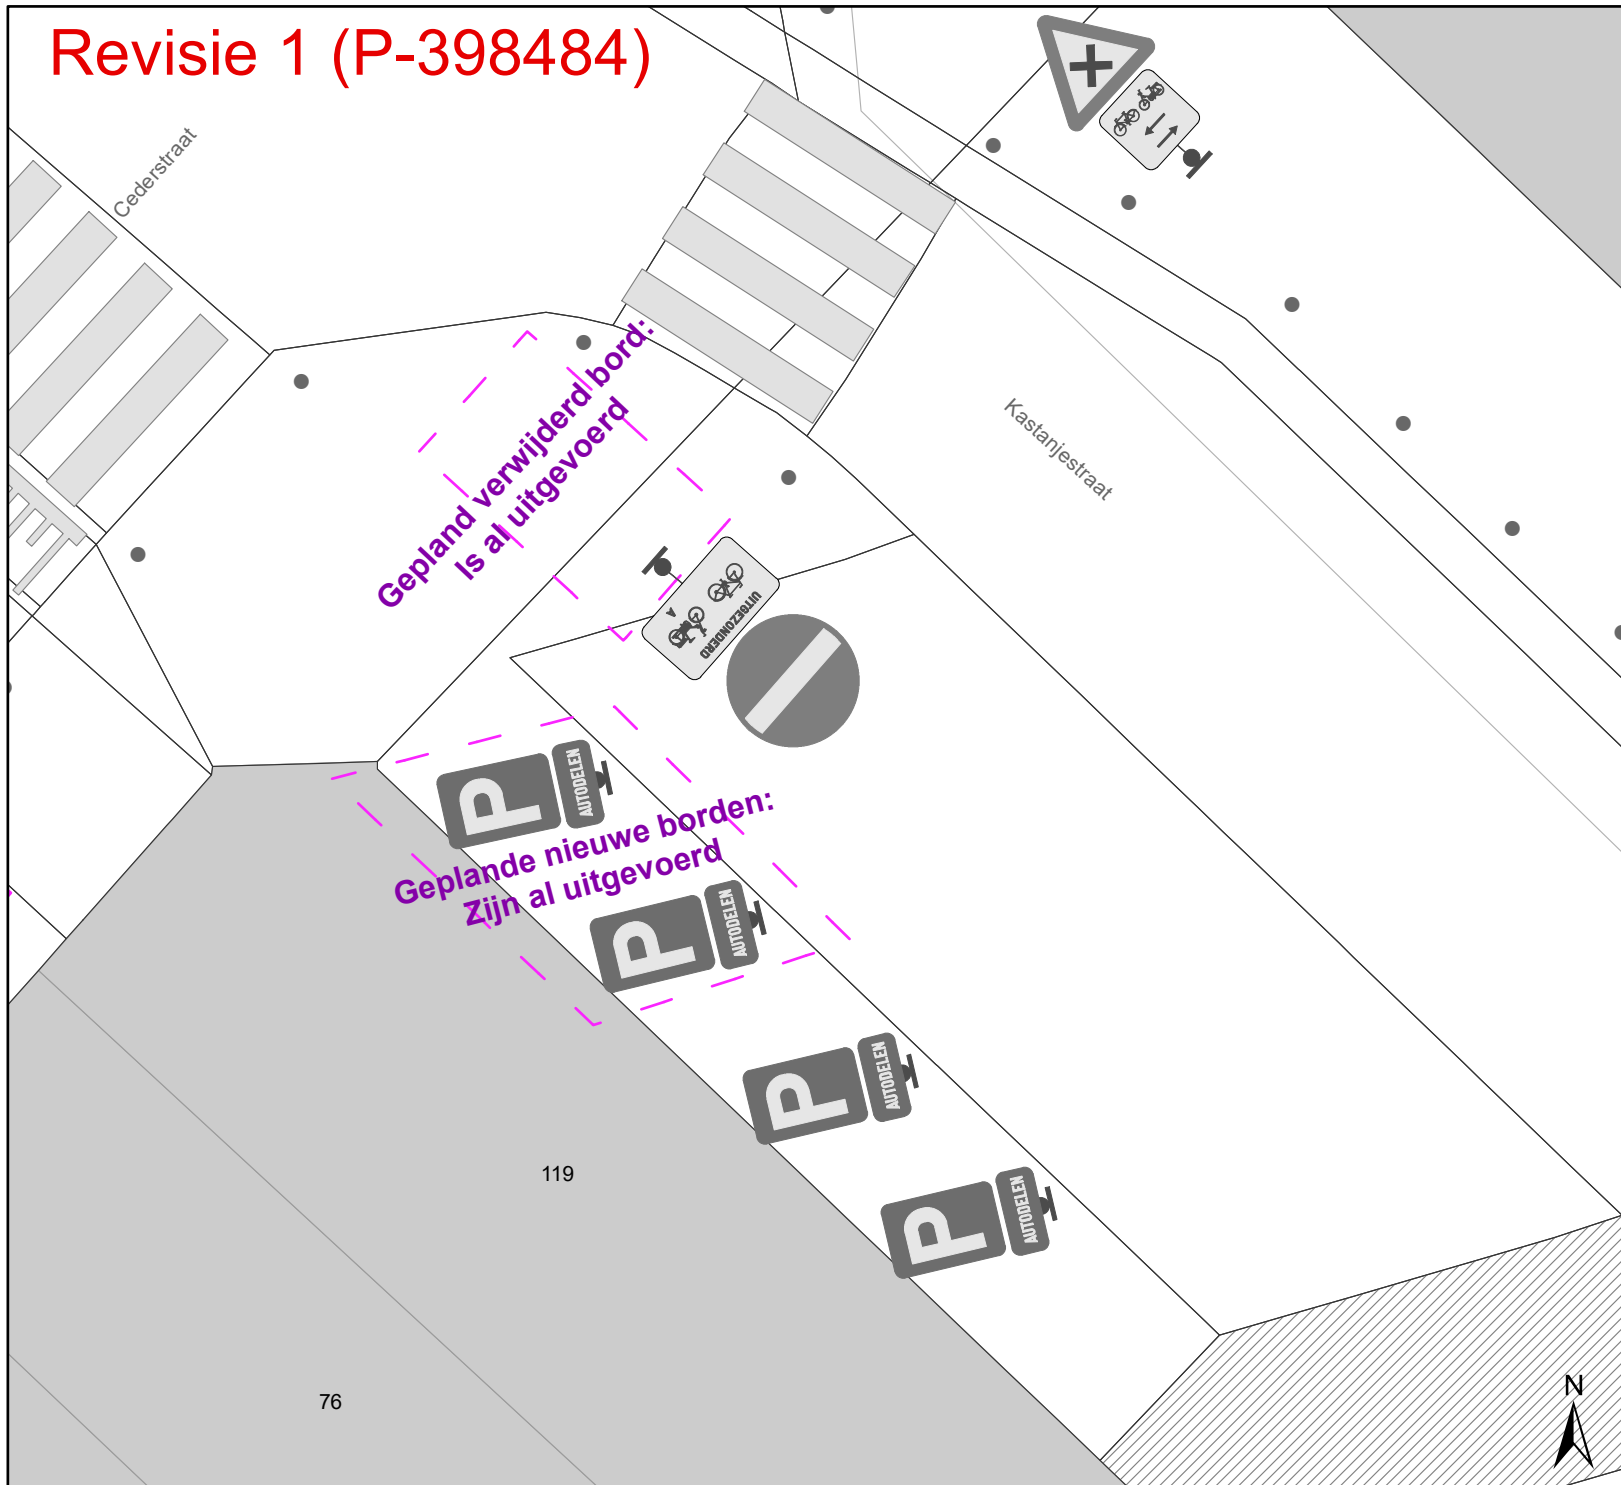 Revisie 1 (P-398484)
Cederstraat
Kastanjestraat
Gepland verwijderd bord:
Is al uitgevoerd
A
UITGEZONDERD
P
AUTODELEN
Geplande nieuwe borden:
Zijn al uitgevoerd
P
AUTODELEN
P
AUTODELEN
P
AUTODELEN
119
76
N